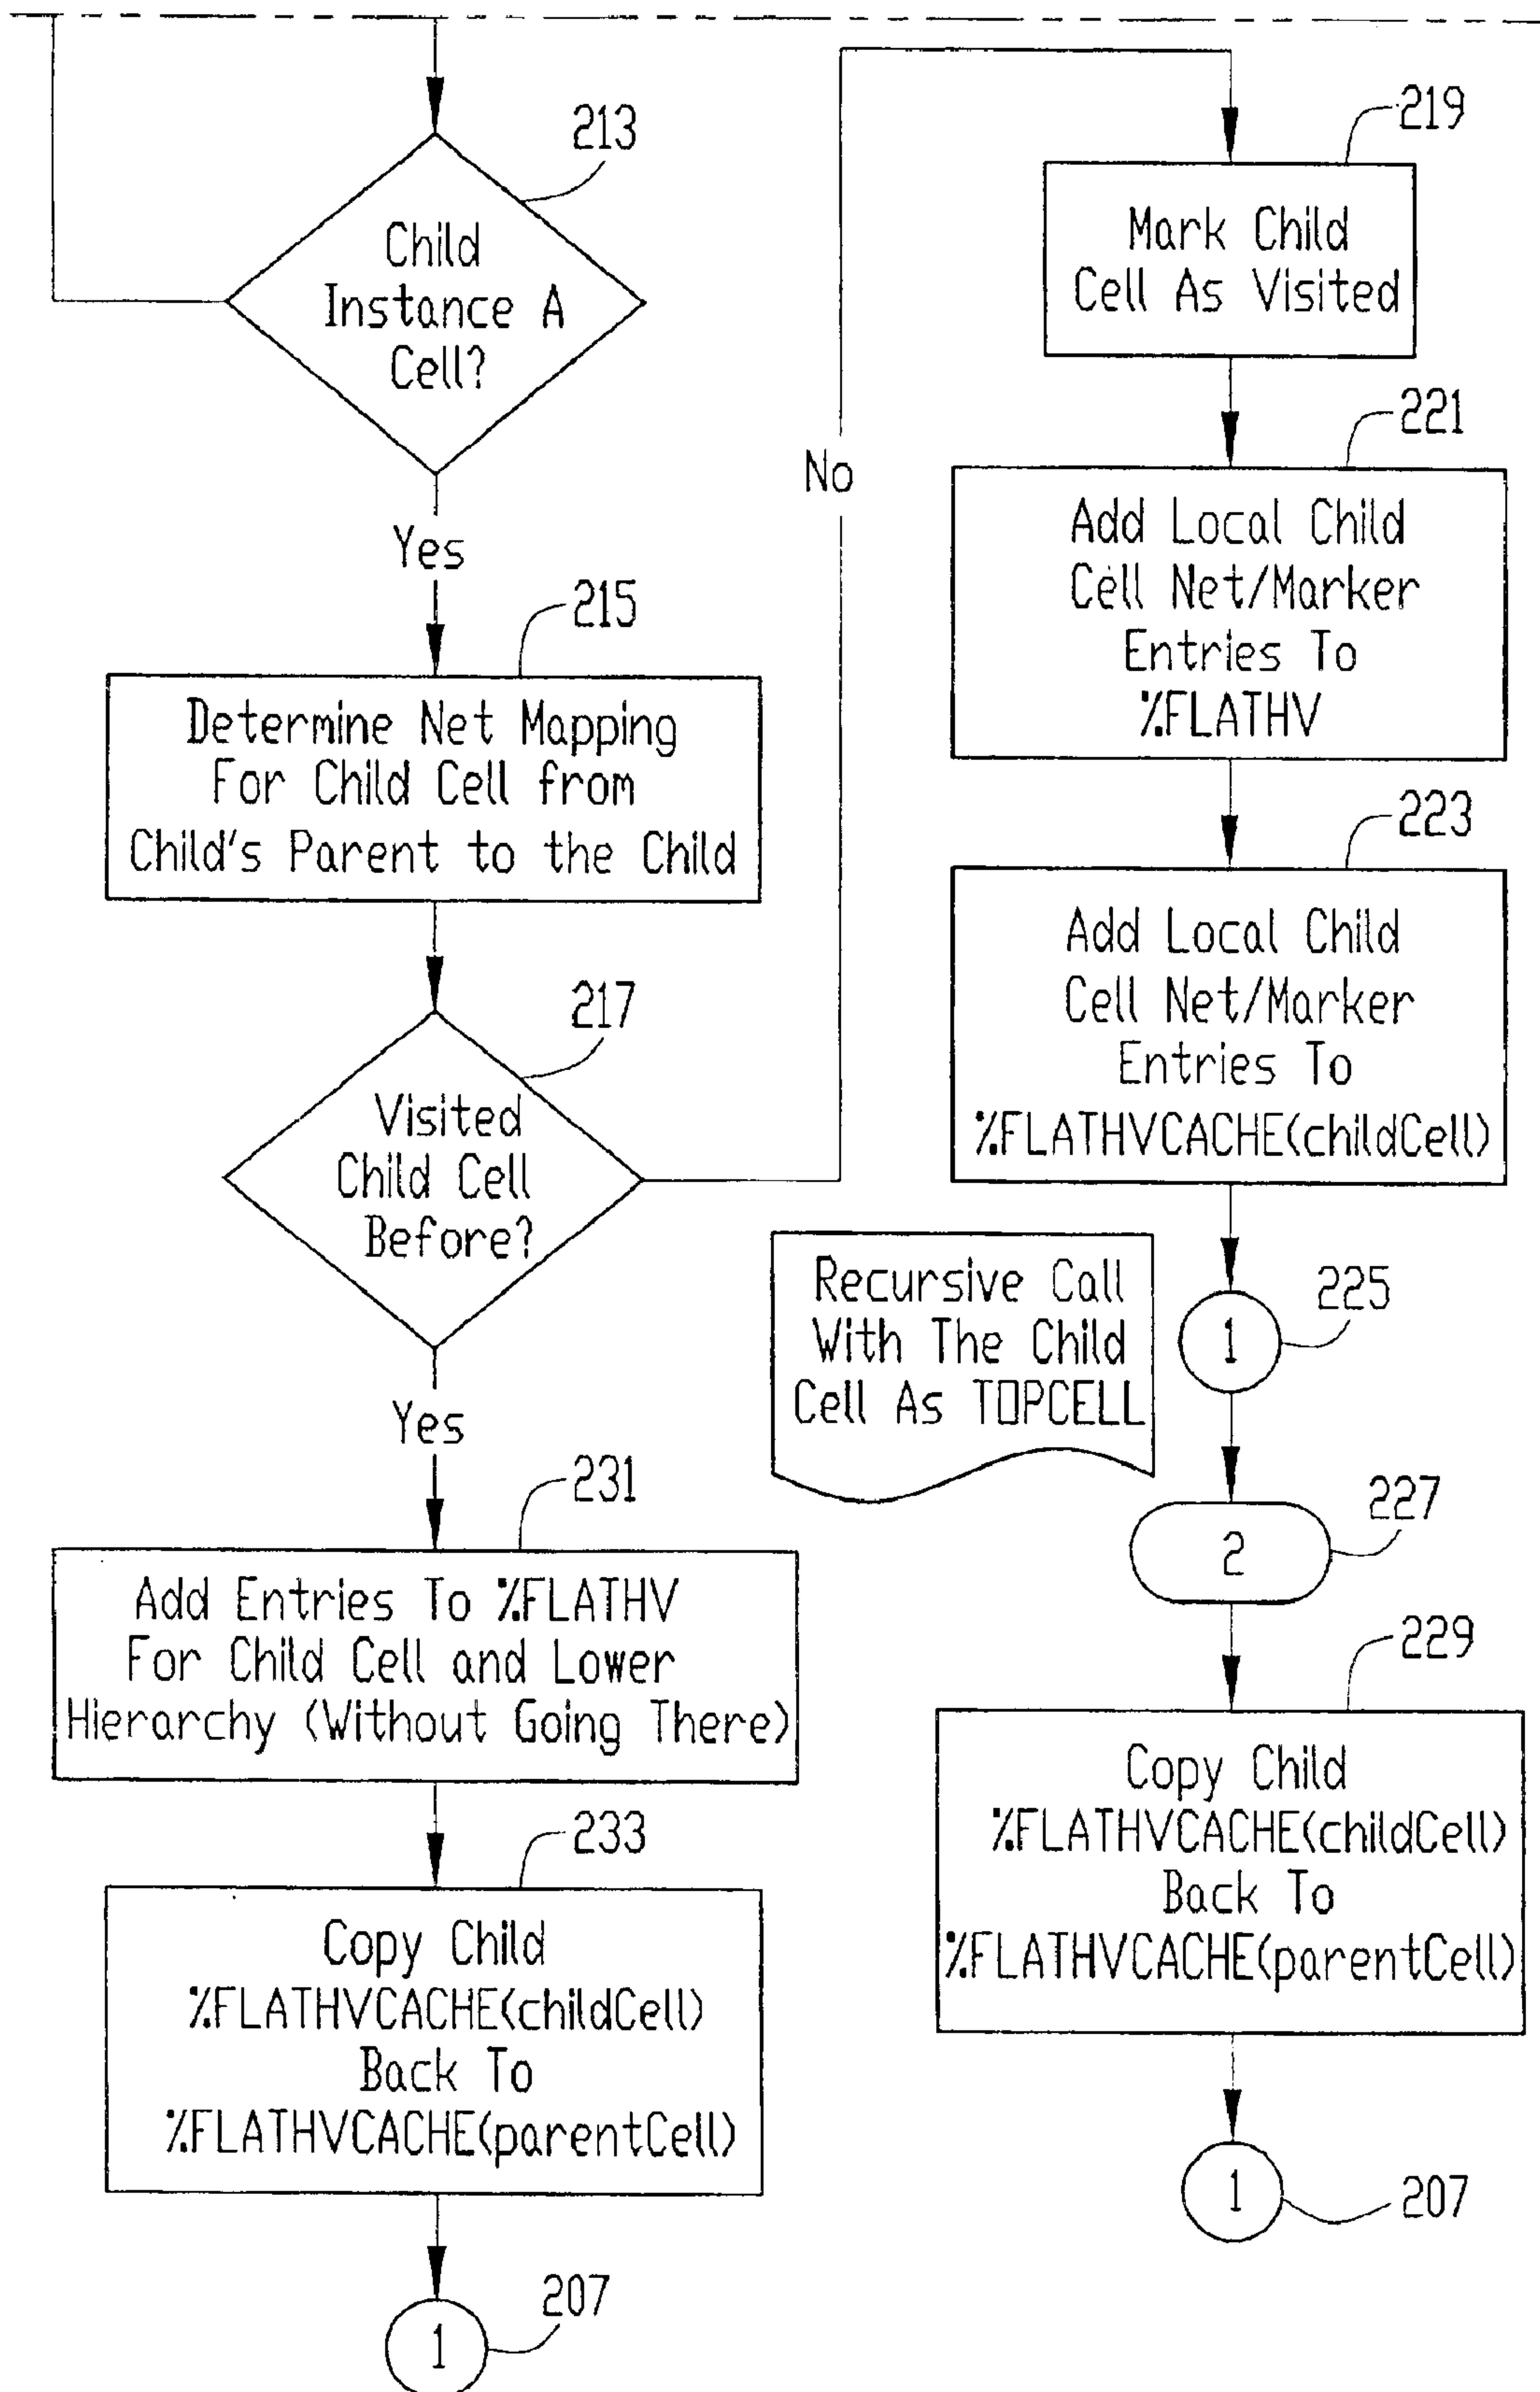 213
Child
Instance A
Cell?
Yes
215
Determine Net Mapping
For Child Cell from
Child's Parent to the Child
217
Visited
Child Cell
Before?
No
Yes
231
Add Entries To %FLATHV
For Child Cell and Lower
Hierarchy (Without Going There)
233
Copy Child
%FLATHVCACHE(childCell)
Back To
%FLATHVCACHE(parentCell)
1
207
219
Mark Child
Cell As Visited
221
Add Local Child
Cell Net/Marker
Entries To
%FLATHV
223
Add Local Child
Cell Net/Marker
Entries To
%FLATHVCACHE(childCell)
Recursive Call
With The Child
Cell As TOPCELL
1
225
2
227
229
Copy Child
%FLATHVCACHE(childCell)
Back To
%FLATHVCACHE(parentCell)
1
207